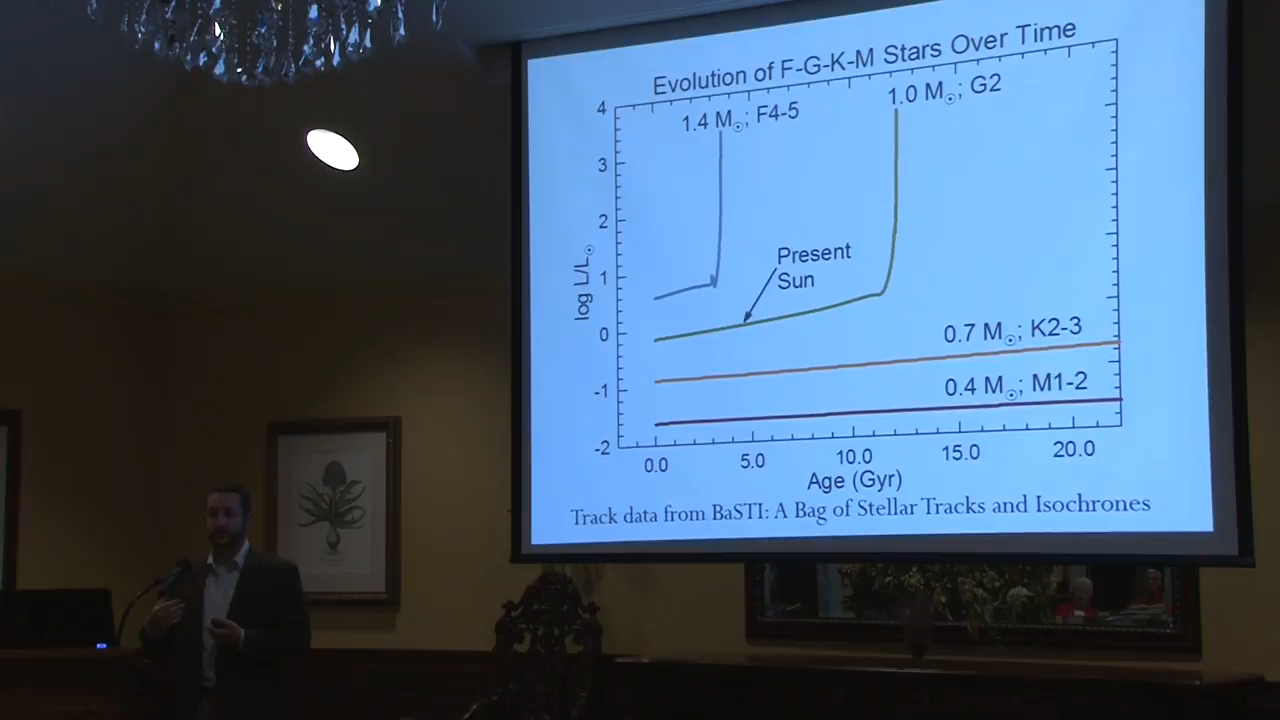 Evolution of F-G-K-M Stars Over Time
1.4 M☉; F4-5
1.0 M☉; G2
Present
Sun
0.7 M☉; K2-3
0.4 M☉; M1-2
log L/L☉
4
3
2
1
0
-1
-2
0.0 5.0 10.0 15.0 20.0
Age (Gyr)
Track data from BaSTI: A Bag of Stellar Tracks and Isochrones